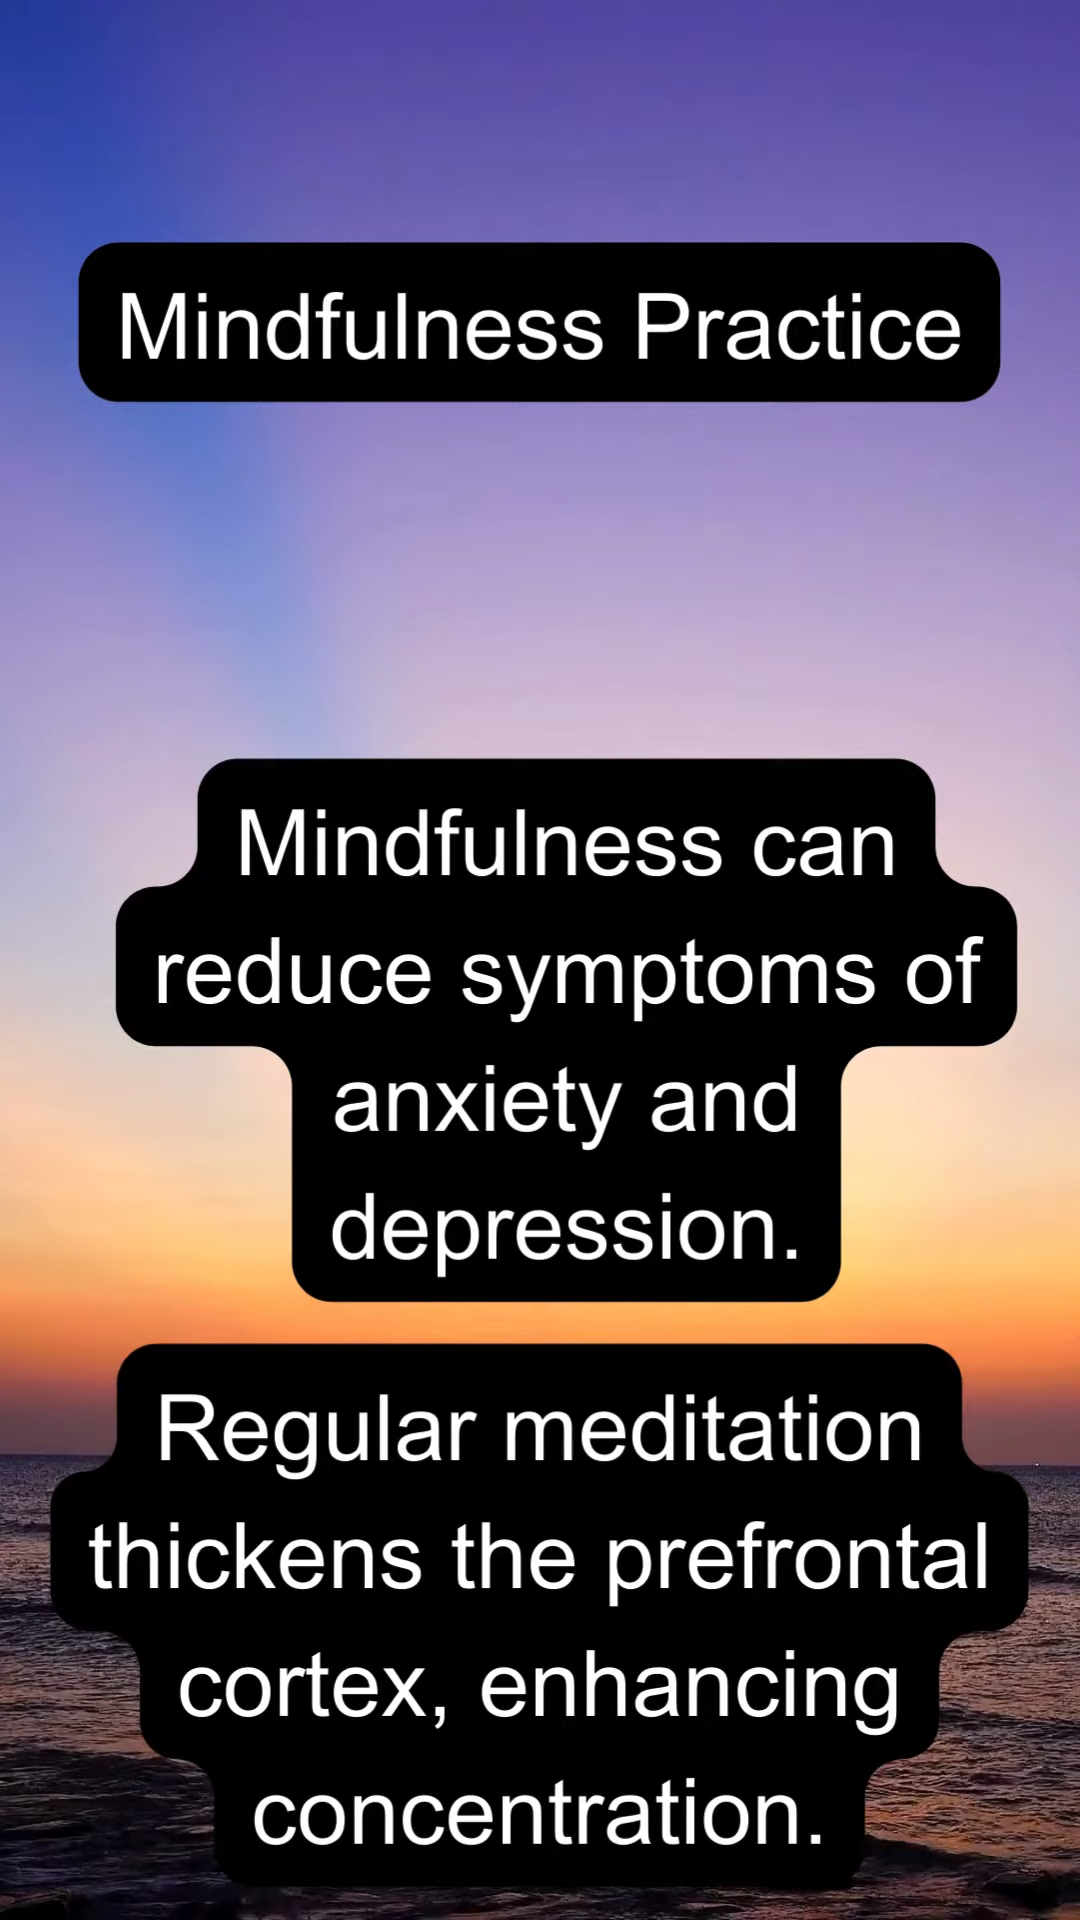 Mindfulness Practice
Mindfulness can
reduce symptoms of
anxiety and
depression.
Regular meditation
thickens the prefrontal
cortex, enhancing
concentration.